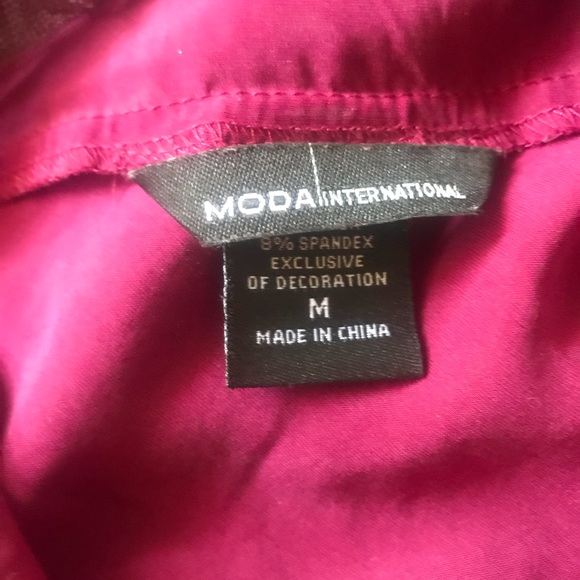 MODA INTERNATIONAL
8% SPANDEX
EXCLUSIVE
OF DECORATION
M
MADE IN CHINA